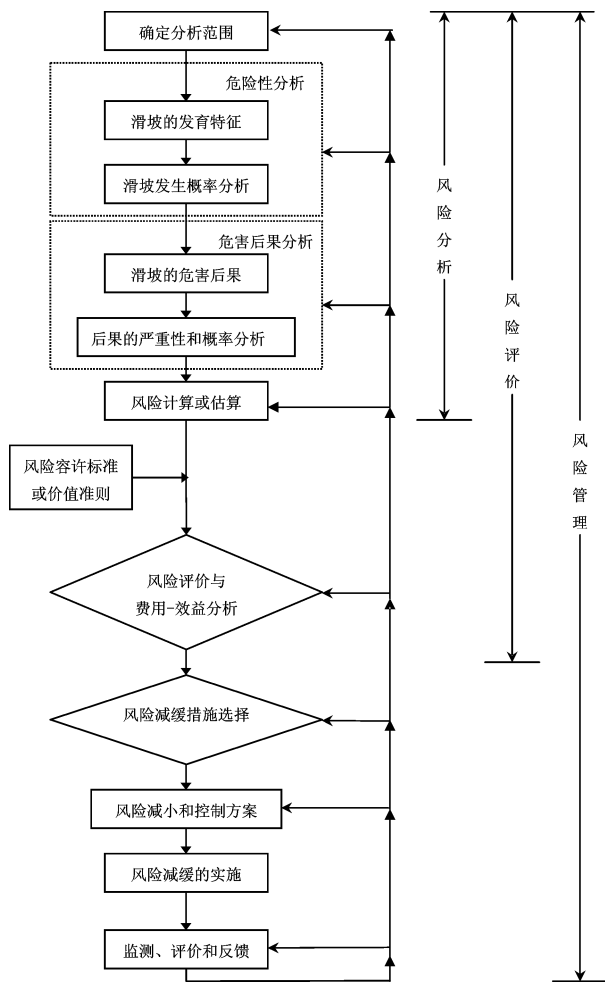 确定分析范围
危险性分析
滑坡的发育特征
滑坡发生概率分析
危害后果分析
滑坡的危害后果
后果的严重性和概率分析
风险计算或估算
风险容许标准
或价值准则
风险评价与
费用-效益分析
风险减缓措施选择
风险减小和控制方案
风险减缓的实施
监测、评价和反馈
风险分析
风险评价
风险管理